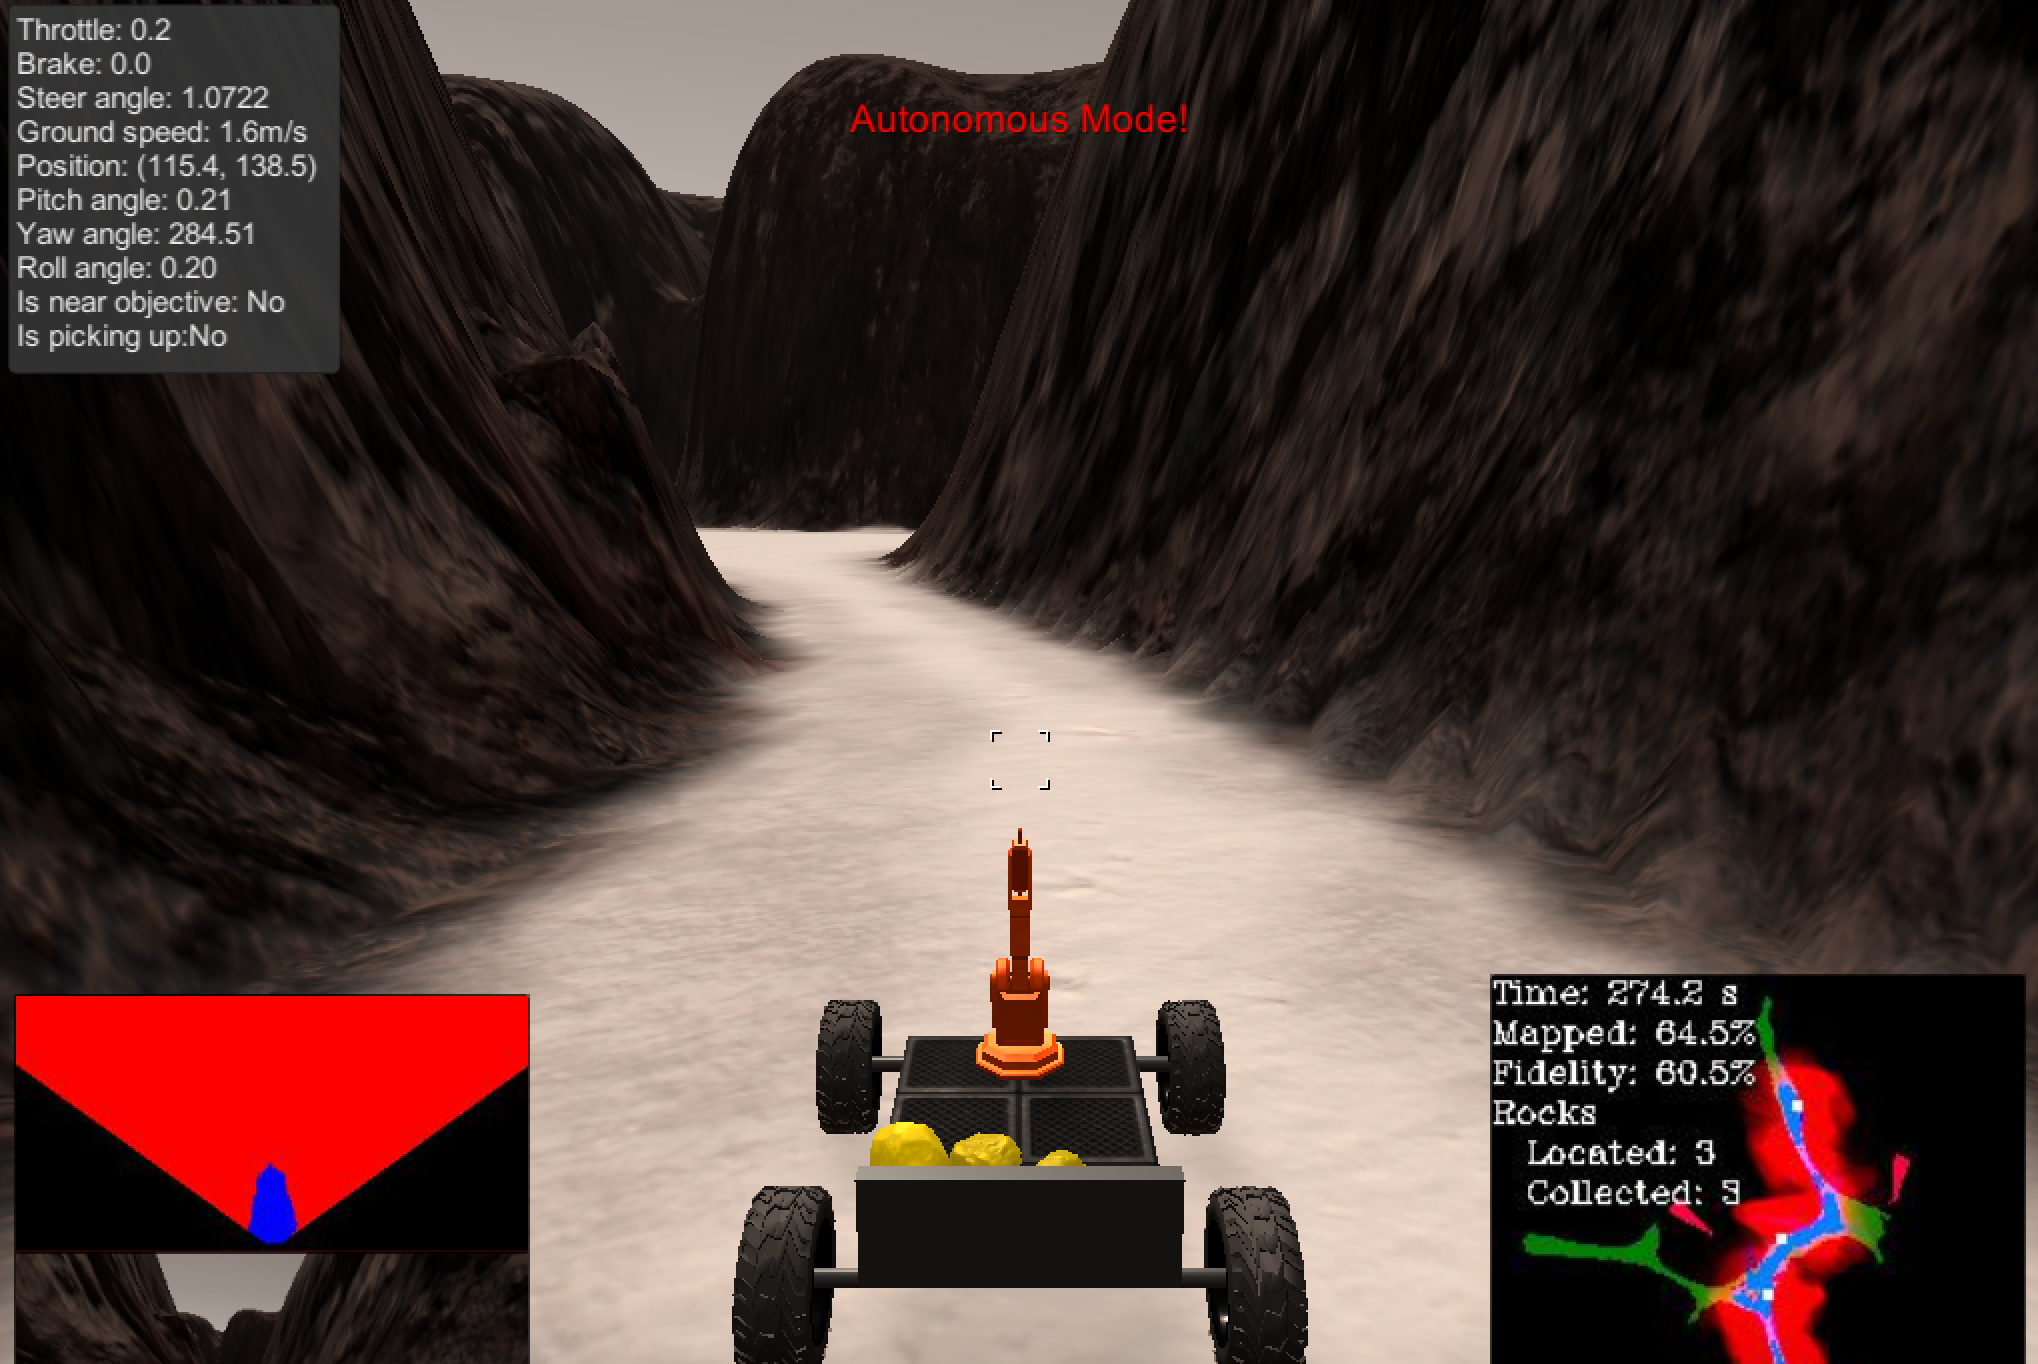 Throttle: 0.2
Brake: 0.0
Steer angle: 1.0722
Ground speed: 1.6m/s
Position: (115.4, 138.5)
Pitch angle: 0.21
Yaw angle: 284.51
Roll angle: 0.20
Is near objective: No
Is picking up:No
Autonomous Mode!
Time: 274.2 s
Mapped: 64.5%
Fidelity: 60.5%
Rocks
Located: 3
Collected: 3